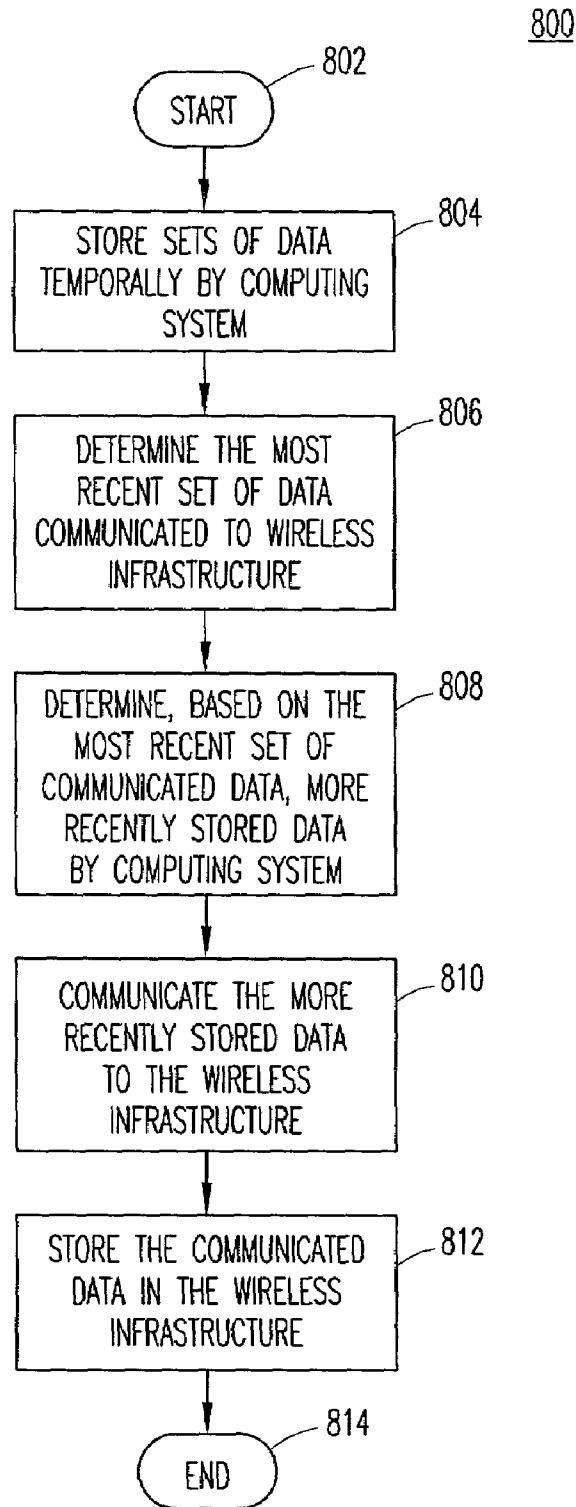 800
802
START
804
STORE SETS OF DATA
TEMPORALLY BY COMPUTING
SYSTEM
806
DETERMINE THE MOST
RECENT SET OF DATA
COMMUNICATED TO WIRELESS
INFRASTRUCTURE
808
DETERMINE, BASED ON THE
MOST RECENT SET OF
COMMUNICATED DATA, MORE
RECENTLY STORED DATA
BY COMPUTING SYSTEM
810
COMMUNICATE THE MORE
RECENTLY STORED DATA
TO THE WIRELESS
INFRASTRUCTURE
812
STORE THE COMMUNICATED
DATA IN THE WIRELESS
INFRASTRUCTURE
814
END